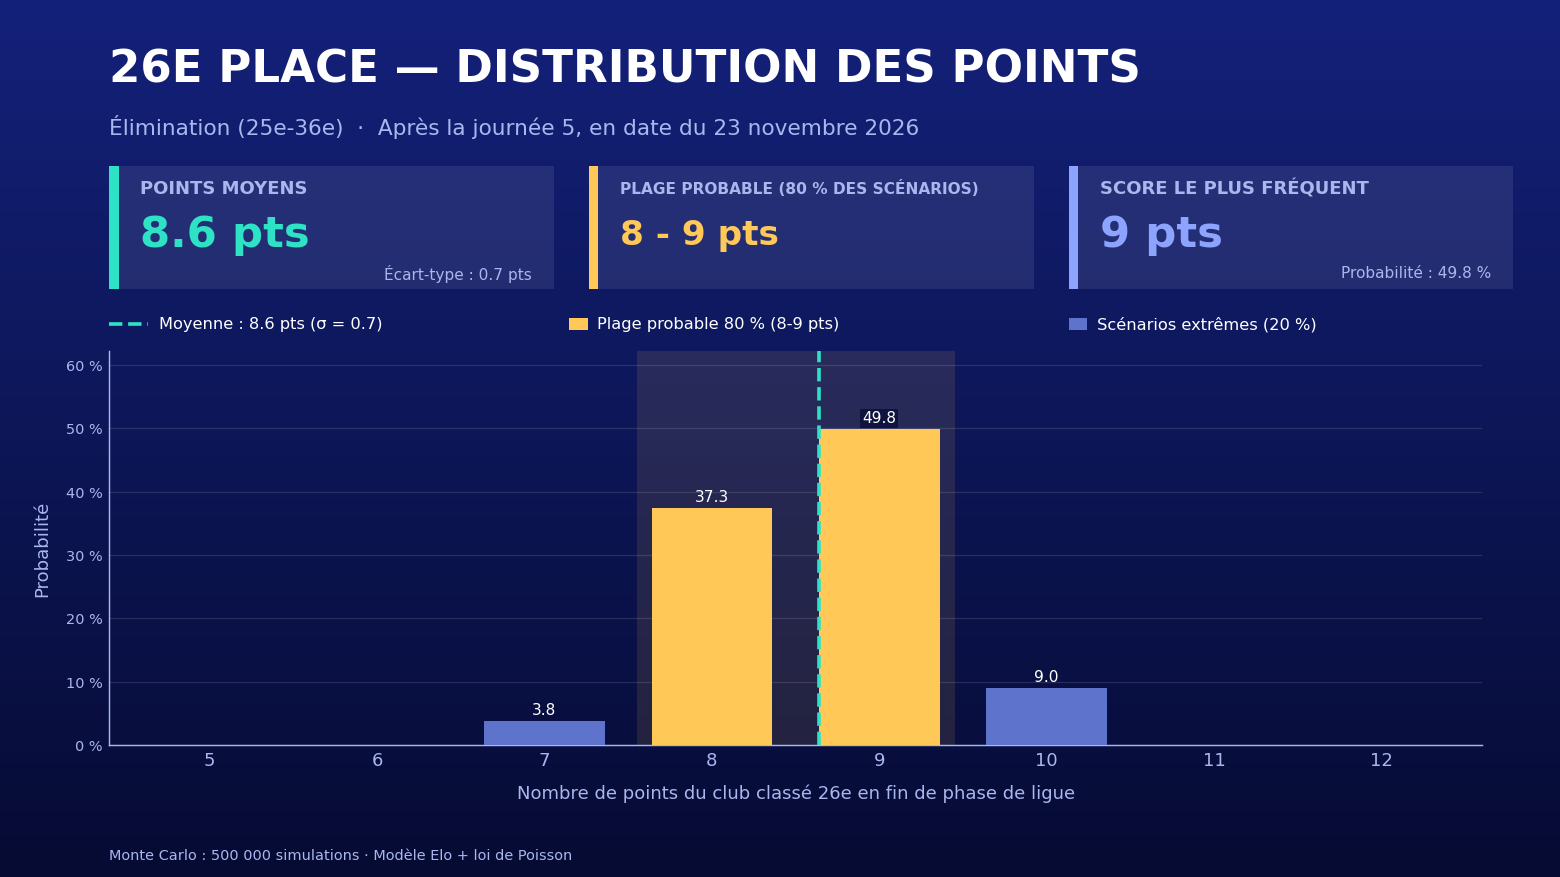 26E PLACE — DISTRIBUTION DES POINTS
Élimination (25e-36e) · Après la journée 5, en date du 23 novembre 2026
POINTS MOYENS
8.6 pts
Écart-type : 0.7 pts
PLAGE PROBABLE (80 % DES SCÉNARIOS)
8 - 9 pts
SCORE LE PLUS FRÉQUENT
9 pts
Probabilité : 49.8 %
Moyenne : 8.6 pts (σ = 0.7)
Plage probable 80 % (8-9 pts)
Scénarios extrêmes (20 %)
Probabilité
60 %
50 %
40 %
30 %
20 %
10 %
0 %
3.8
37.3
49.8
9.0
5 6 7 8 9 10 11 12
Nombre de points du club classé 26e en fin de phase de ligue
Monte Carlo : 500 000 simulations · Modèle Elo + loi de Poisson